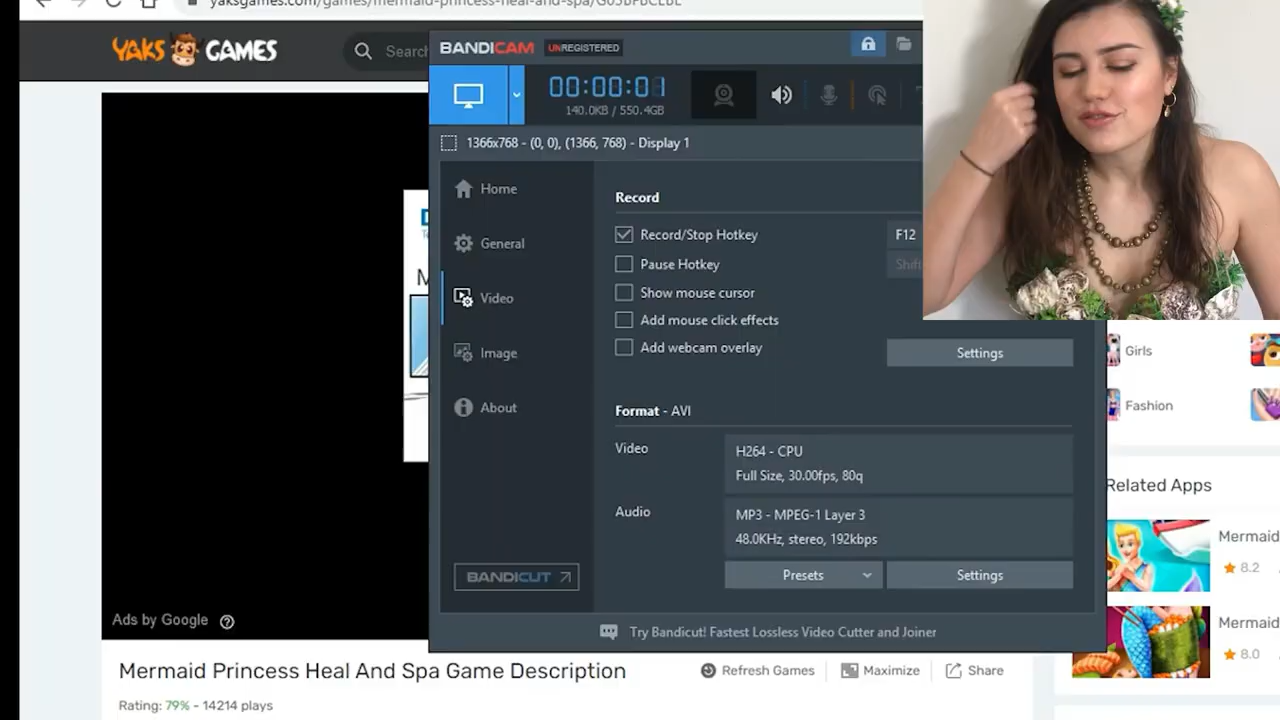 yaksgames.com/games/mermaid-princess-heal-and-spa/
YAKS GAMES
Search
BANDICAM UNREGISTERED
00:00:01
140.0KB / 550.4GB
1366x768 - (0, 0), (1366, 768) - Display 1
Home
General
Video
Image
About
BANDICUT
Record
Record/Stop Hotkey F12
Pause Hotkey Shift
Show mouse cursor
Add mouse click effects
Add webcam overlay
Settings
Format - AVI
Video
H264 - CPU
Full Size, 30.00fps, 80q
Audio
MP3 - MPEG-1 Layer 3
48.0KHz, stereo, 192kbps
Presets
Settings
Try Bandicut! Fastest Lossless Video Cutter and Joiner
Girls
Fashion
Related Apps
Mermaid
8.2
Mermaid
8.0
Ads by Google
Mermaid Princess Heal And Spa Game Description
Refresh Games
Maximize
Share
Rating: 79% - 14214 plays